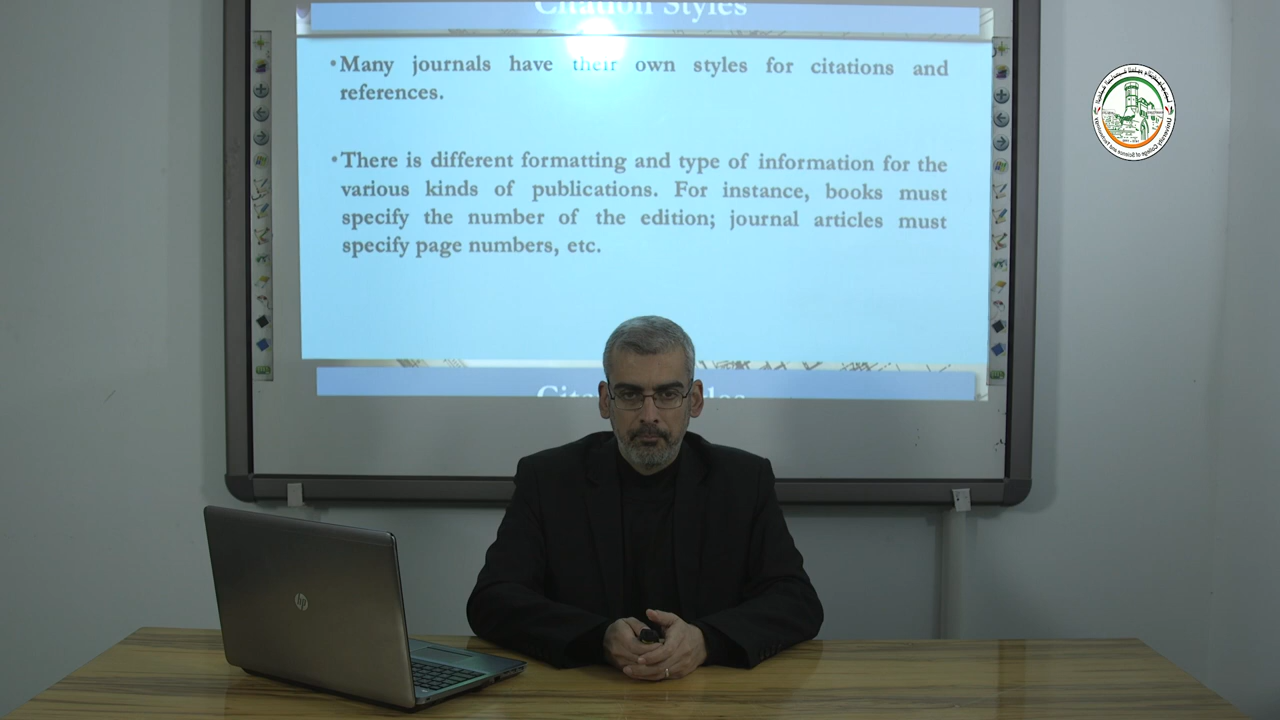 Citation Styles
•Many journals have their own styles for citations and
references.
•There is different formatting and type of information for the
various kinds of publications. For instance, books must
specify the number of the edition; journal articles must
specify page numbers, etc.
hp